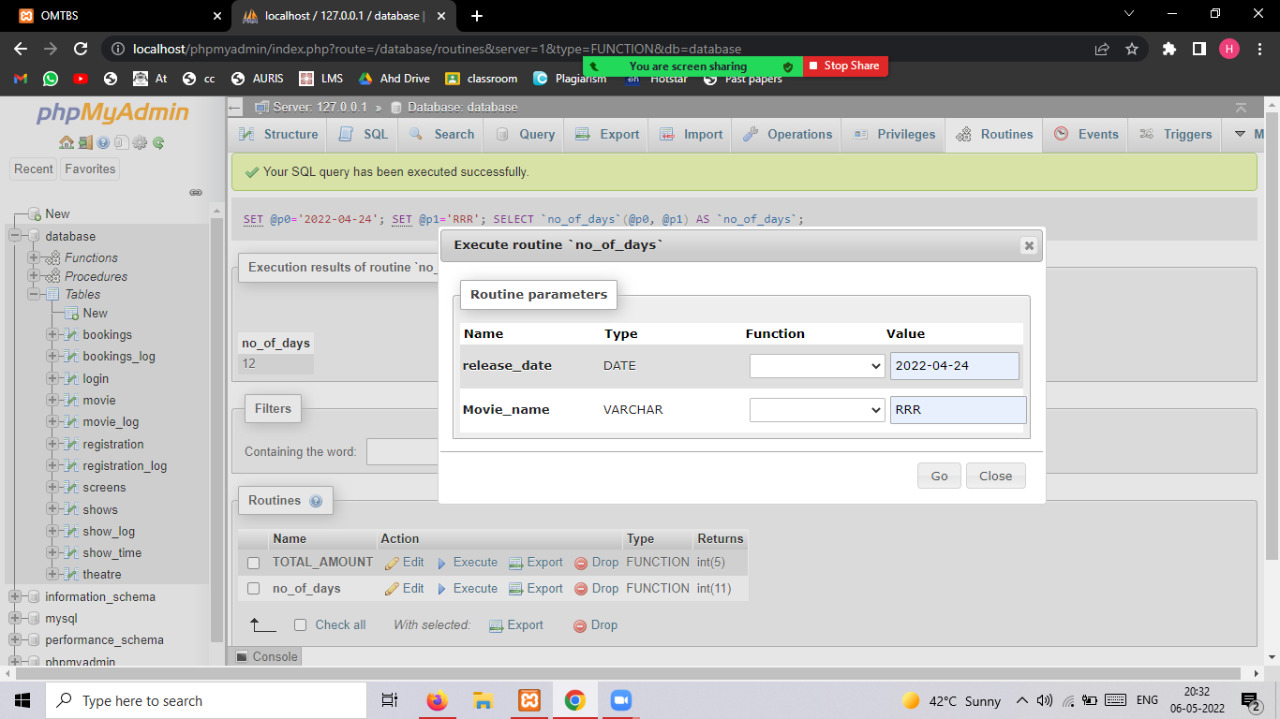 OMTBS
localhost / 127.0.0.1 / database |
localhost/phpmyadmin/index.php?route=/database/routines&server=1&type=FUNCTION&db=database
H
At
cc
AURIS
LMS
Ahd Drive
classroom
Plagiarism
Hotstar
Past papers
You are screen sharing
Stop Share
phpMyAdmin
Recent
Favorites
New
database
Functions
Procedures
Tables
New
bookings
bookings_log
login
movie
movie_log
registration
registration_log
screens
shows
show_log
show_time
theatre
information_schema
mysql
performance_schema
phpmyadmin
Server: 127.0.0.1 » Database: database
Structure
SQL
Search
Query
Export
Import
Operations
Privileges
Routines
Events
Triggers
M
Your SQL query has been executed successfully.
SET @p0='2022-04-24'; SET @p1='RRR'; SELECT `no_of_days`(@p0, @p1) AS `no_of_days`;
Execution results of routine `no_
no_of_days
12
Filters
Containing the word:
Execute routine `no_of_days`
Routine parameters
Name Type Function Value
release_date DATE 2022-04-24
Movie_name VARCHAR RRR
Go Close
Routines
Name Action Type Returns
TOTAL_AMOUNT Edit Execute Export Drop FUNCTION int(5)
no_of_days Edit Execute Export Drop FUNCTION int(11)
Check all With selected: Export Drop
Console
Type here to search
42°C Sunny
ENG
20:32
06-05-2022
2